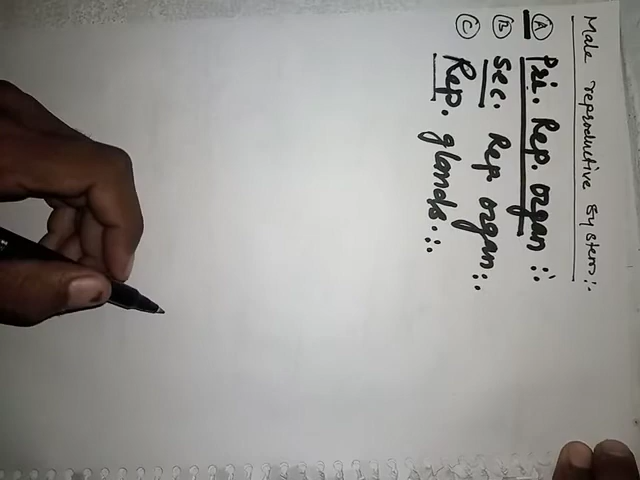 Male reproductive system:-
Ⓐ Pri. Rep. organ :-
Ⓑ Sec. Rep. organ :-
Ⓒ Rep. glands :-